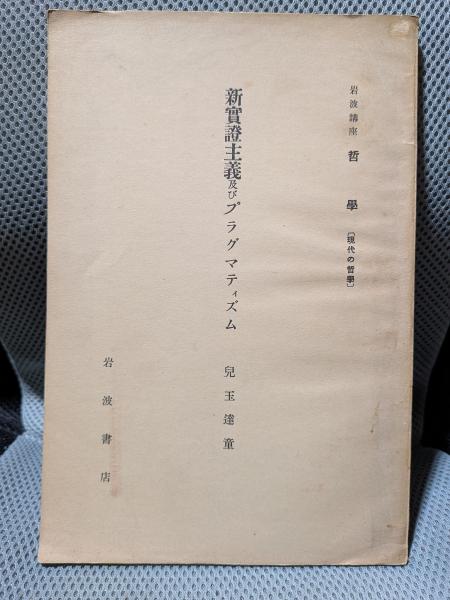 岩波講座 哲學 〔現代の哲學〕
新實證主義及びプラグマティズム 兒玉達童
岩波書店